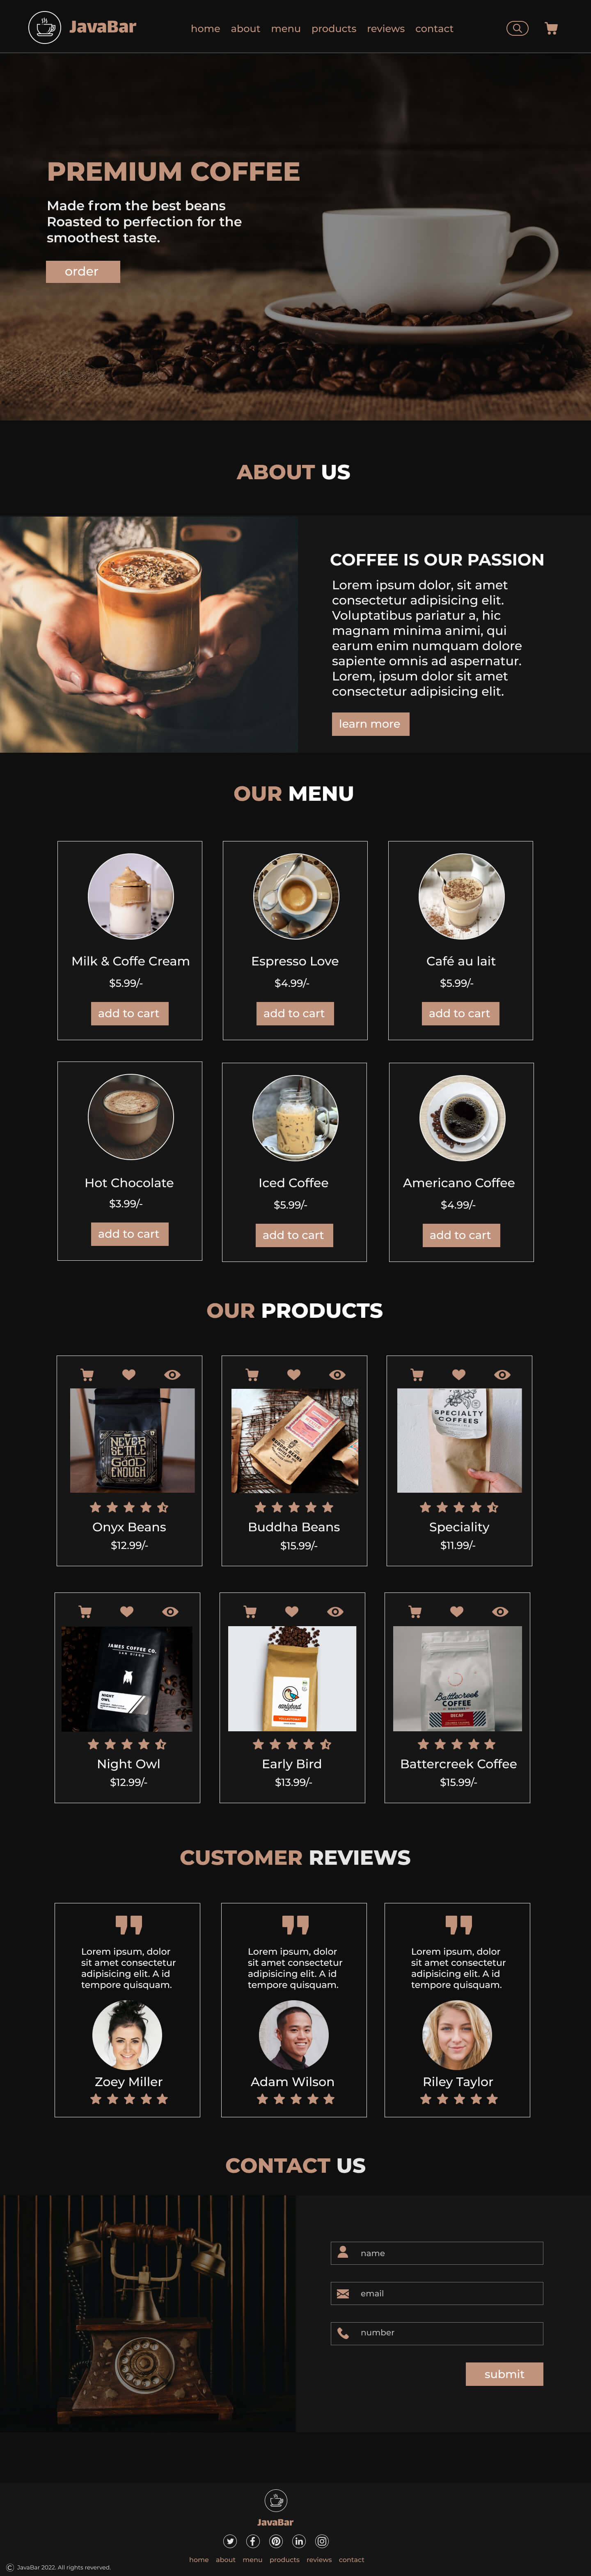 JavaBar
home about menu products reviews contact
PREMIUM COFFEE
Made from the best beans
Roasted to perfection for the
smoothest taste.
order
ABOUT US
COFFEE IS OUR PASSION
Lorem ipsum dolor, sit amet
consectetur adipisicing elit.
Voluptatibus pariatur a, hic
magnam minima animi, qui
earum enim numquam dolore
sapiente omnis ad aspernatur.
Lorem, ipsum dolor sit amet
consectetur adipisicing elit.
learn more
OUR MENU
Milk & Coffe Cream
$5.99/-
add to cart
Espresso Love
$4.99/-
add to cart
Café au lait
$5.99/-
add to cart
Hot Chocolate
$3.99/-
add to cart
Iced Coffee
$5.99/-
add to cart
Americano Coffee
$4.99/-
add to cart
OUR PRODUCTS
NEVER
SETTLE
FOR
GOOD
ENOUGH
Onyx Beans
$12.99/-
Buddha Beans
$15.99/-
SPECIALTY
COFFEES
Speciality
$11.99/-
JAMES COFFEE CO.
SAN DIEGO
NIGHT
OWL
Night Owl
$12.99/-
earlybird
Early Bird
$13.99/-
Battlecreek
COFFEE
ROASTERS
DECAF
Battercreek Coffee
$15.99/-
CUSTOMER REVIEWS
Lorem ipsum, dolor
sit amet consectetur
adipisicing elit. A id
tempore quisquam.
Zoey Miller
Lorem ipsum, dolor
sit amet consectetur
adipisicing elit. A id
tempore quisquam.
Adam Wilson
Lorem ipsum, dolor
sit amet consectetur
adipisicing elit. A id
tempore quisquam.
Riley Taylor
CONTACT US
name
email
number
submit
JavaBar
home about menu products reviews contact
© JavaBar 2022. All rights reserved.